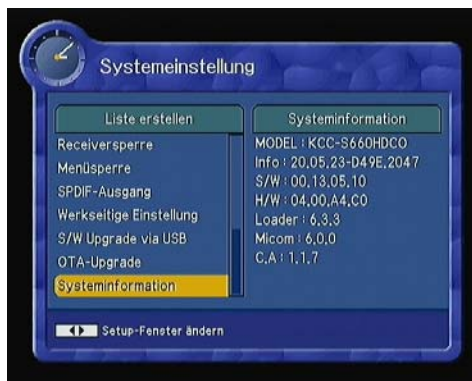 Systemeinstellung
Liste erstellen
Receiversperre
Menüsperre
SPDIF-Ausgang
Werkseitige Einstellung
S/W Upgrade via USB
OTA-Upgrade
Systeminformation
Systeminformation
MODEL : KCC-S660HDCO
Info : 20.05.23-D49E.2047
S/W : 00.13.05.10
H/W : 04.00.A4.C0
Loader : 6.3.3
Micom : 6.0.0
C.A : 1.1.7
Setup-Fenster ändern